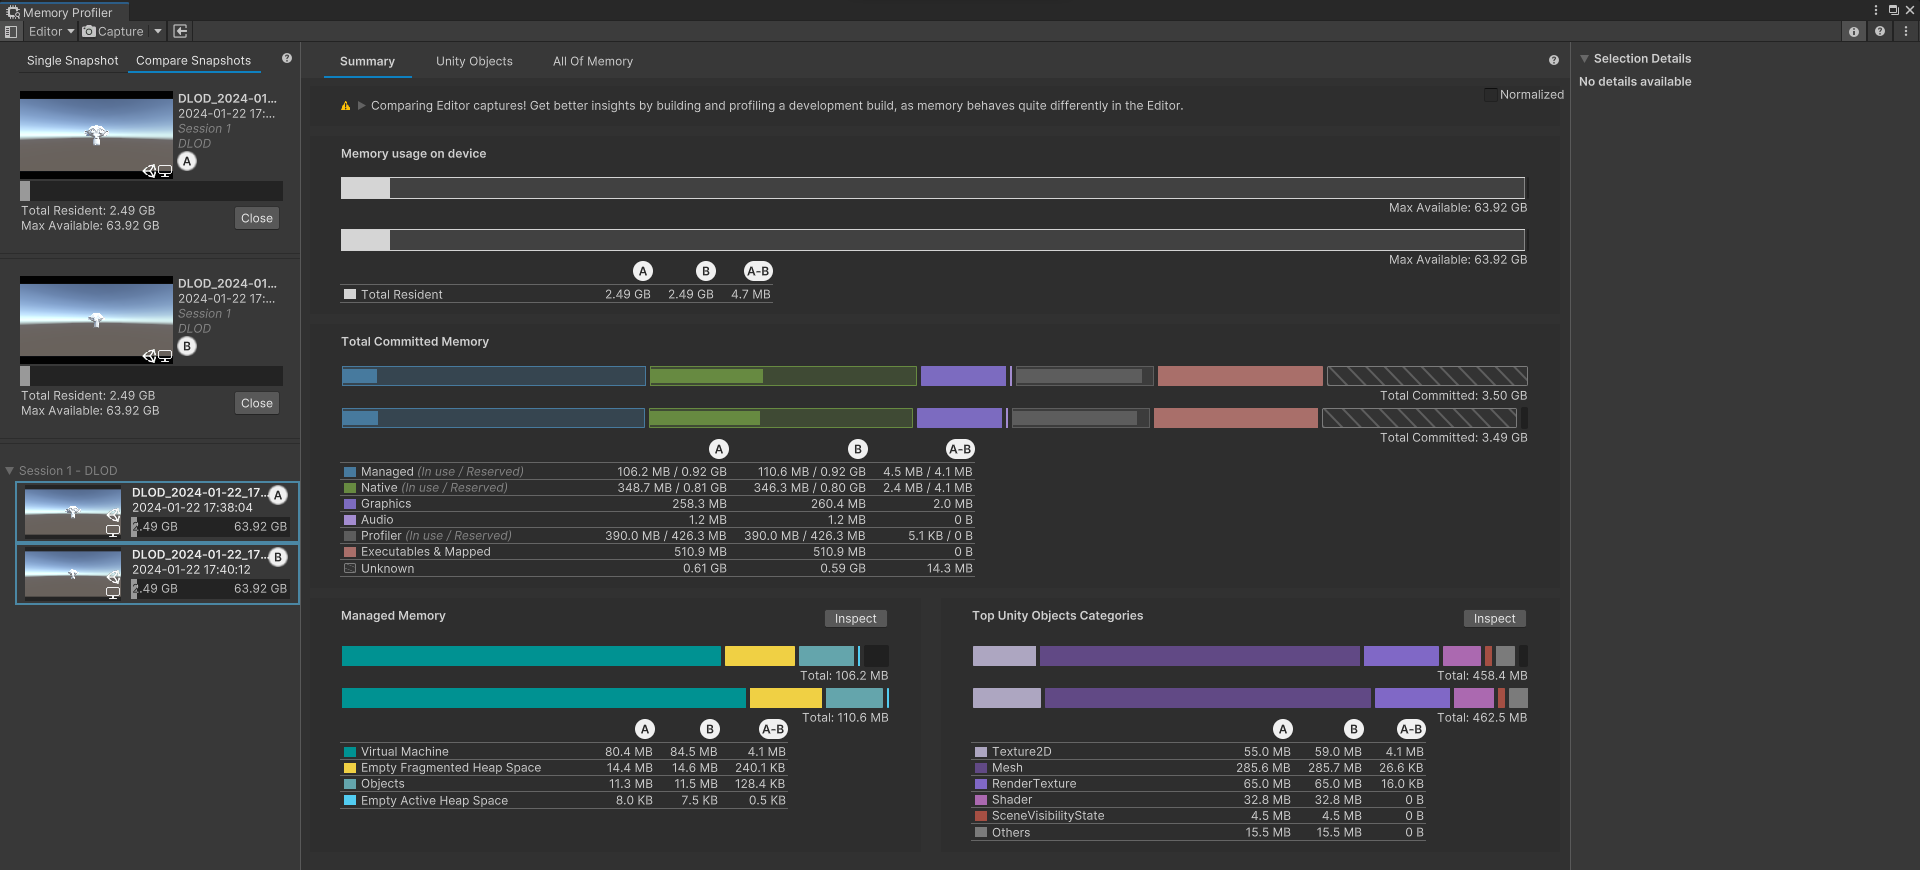 Memory Profiler
Editor
Capture
Single Snapshot
Compare Snapshots
DLOD_2024-01...
2024-01-22 17:...
Session 1
DLOD
A
Total Resident: 2.49 GB
Max Available: 63.92 GB
Close
DLOD_2024-01...
2024-01-22 17:...
Session 1
DLOD
B
Total Resident: 2.49 GB
Max Available: 63.92 GB
Close
Session 1 - DLOD
DLOD_2024-01-22_17... A
2024-01-22 17:38:04
2.49 GB 63.92 GB
DLOD_2024-01-22_17... B
2024-01-22 17:40:12
2.49 GB 63.92 GB
Summary
Unity Objects
All Of Memory
Comparing Editor captures! Get better insights by building and profiling a development build, as memory behaves quite differently in the Editor.
Normalized
Memory usage on device
Max Available: 63.92 GB
Max Available: 63.92 GB
A B A-B
Total Resident 2.49 GB 2.49 GB 4.7 MB
Total Committed Memory
Total Committed: 3.50 GB
Total Committed: 3.49 GB
A B A-B
Managed (In use / Reserved) 106.2 MB / 0.92 GB 110.6 MB / 0.92 GB 4.5 MB / 4.1 MB
Native (In use / Reserved) 348.7 MB / 0.81 GB 346.3 MB / 0.80 GB 2.4 MB / 4.1 MB
Graphics 258.3 MB 260.4 MB 2.0 MB
Audio 1.2 MB 1.2 MB 0 B
Profiler (In use / Reserved) 390.0 MB / 426.3 MB 390.0 MB / 426.3 MB 5.1 KB / 0 B
Executables & Mapped 510.9 MB 510.9 MB 0 B
Unknown 0.61 GB 0.59 GB 14.3 MB
Managed Memory
Inspect
Total: 106.2 MB
Total: 110.6 MB
A B A-B
Virtual Machine 80.4 MB 84.5 MB 4.1 MB
Empty Fragmented Heap Space 14.4 MB 14.6 MB 240.1 KB
Objects 11.3 MB 11.5 MB 128.4 KB
Empty Active Heap Space 8.0 KB 7.5 KB 0.5 KB
Top Unity Objects Categories
Inspect
Total: 458.4 MB
Total: 462.5 MB
A B A-B
Texture2D 55.0 MB 59.0 MB 4.1 MB
Mesh 285.6 MB 285.7 MB 26.6 KB
RenderTexture 65.0 MB 65.0 MB 16.0 KB
Shader 32.8 MB 32.8 MB 0 B
SceneVisibilityState 4.5 MB 4.5 MB 0 B
Others 15.5 MB 15.5 MB 0 B
Selection Details
No details available